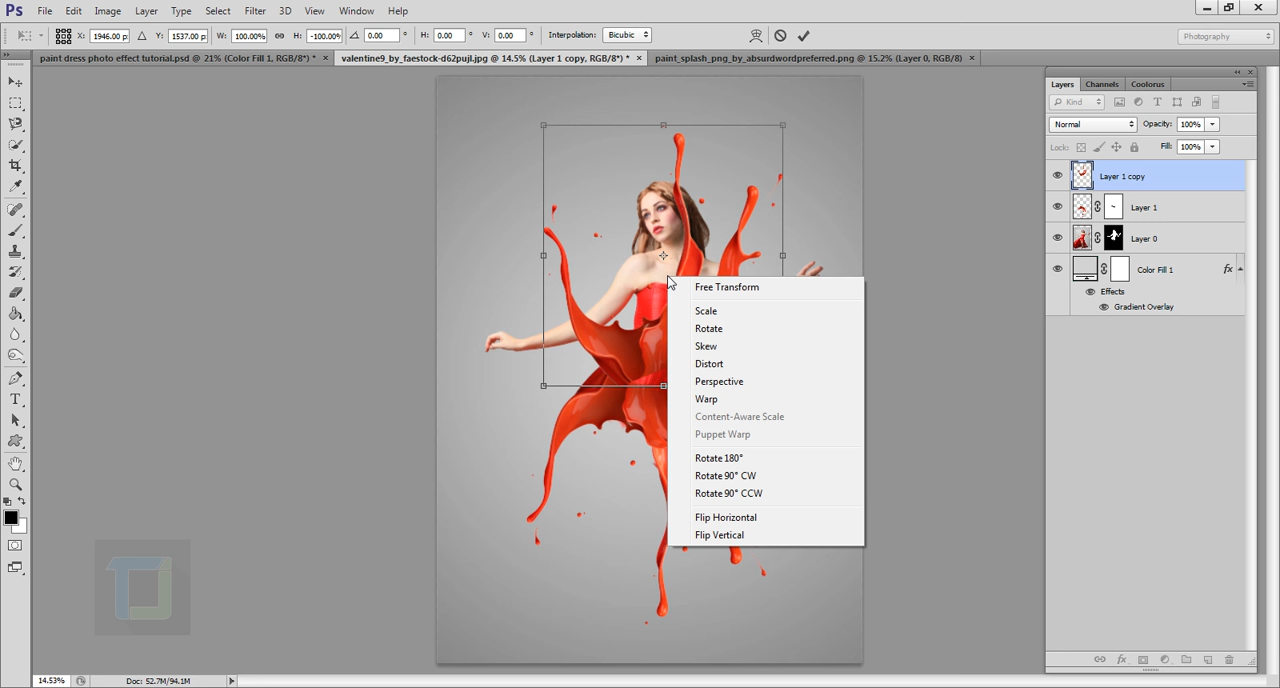 Ps File Edit Image Layer Type Select Filter 3D View Window Help
X: 1946.00 p Y: 1537.00 p W: 100.00% H: -100.00% 0.00 ° H: 0.00 ° V: 0.00 ° Interpolation: Bicubic Photography
paint dress photo effect tutorial.psd @ 21% (Color Fill 1, RGB/8*) * × valentine9_by_faestock-d62pujl.jpg @ 14.5% (Layer 1 copy, RGB/8*) * × paint_splash_png_by_absurdwordpreferred.png @ 15.2% (Layer 0, RGB/8) ×
Layers Channels Coolorus
Kind
Normal Opacity: 100%
Lock: Fill: 100%
Layer 1 copy
Layer 1
Layer 0
Color Fill 1 fx
Effects
Gradient Overlay
Free Transform
Scale
Rotate
Skew
Distort
Perspective
Warp
Content-Aware Scale
Puppet Warp
Rotate 180°
Rotate 90° CW
Rotate 90° CCW
Flip Horizontal
Flip Vertical
fx
14.53% Doc: 52.7M/94.1M